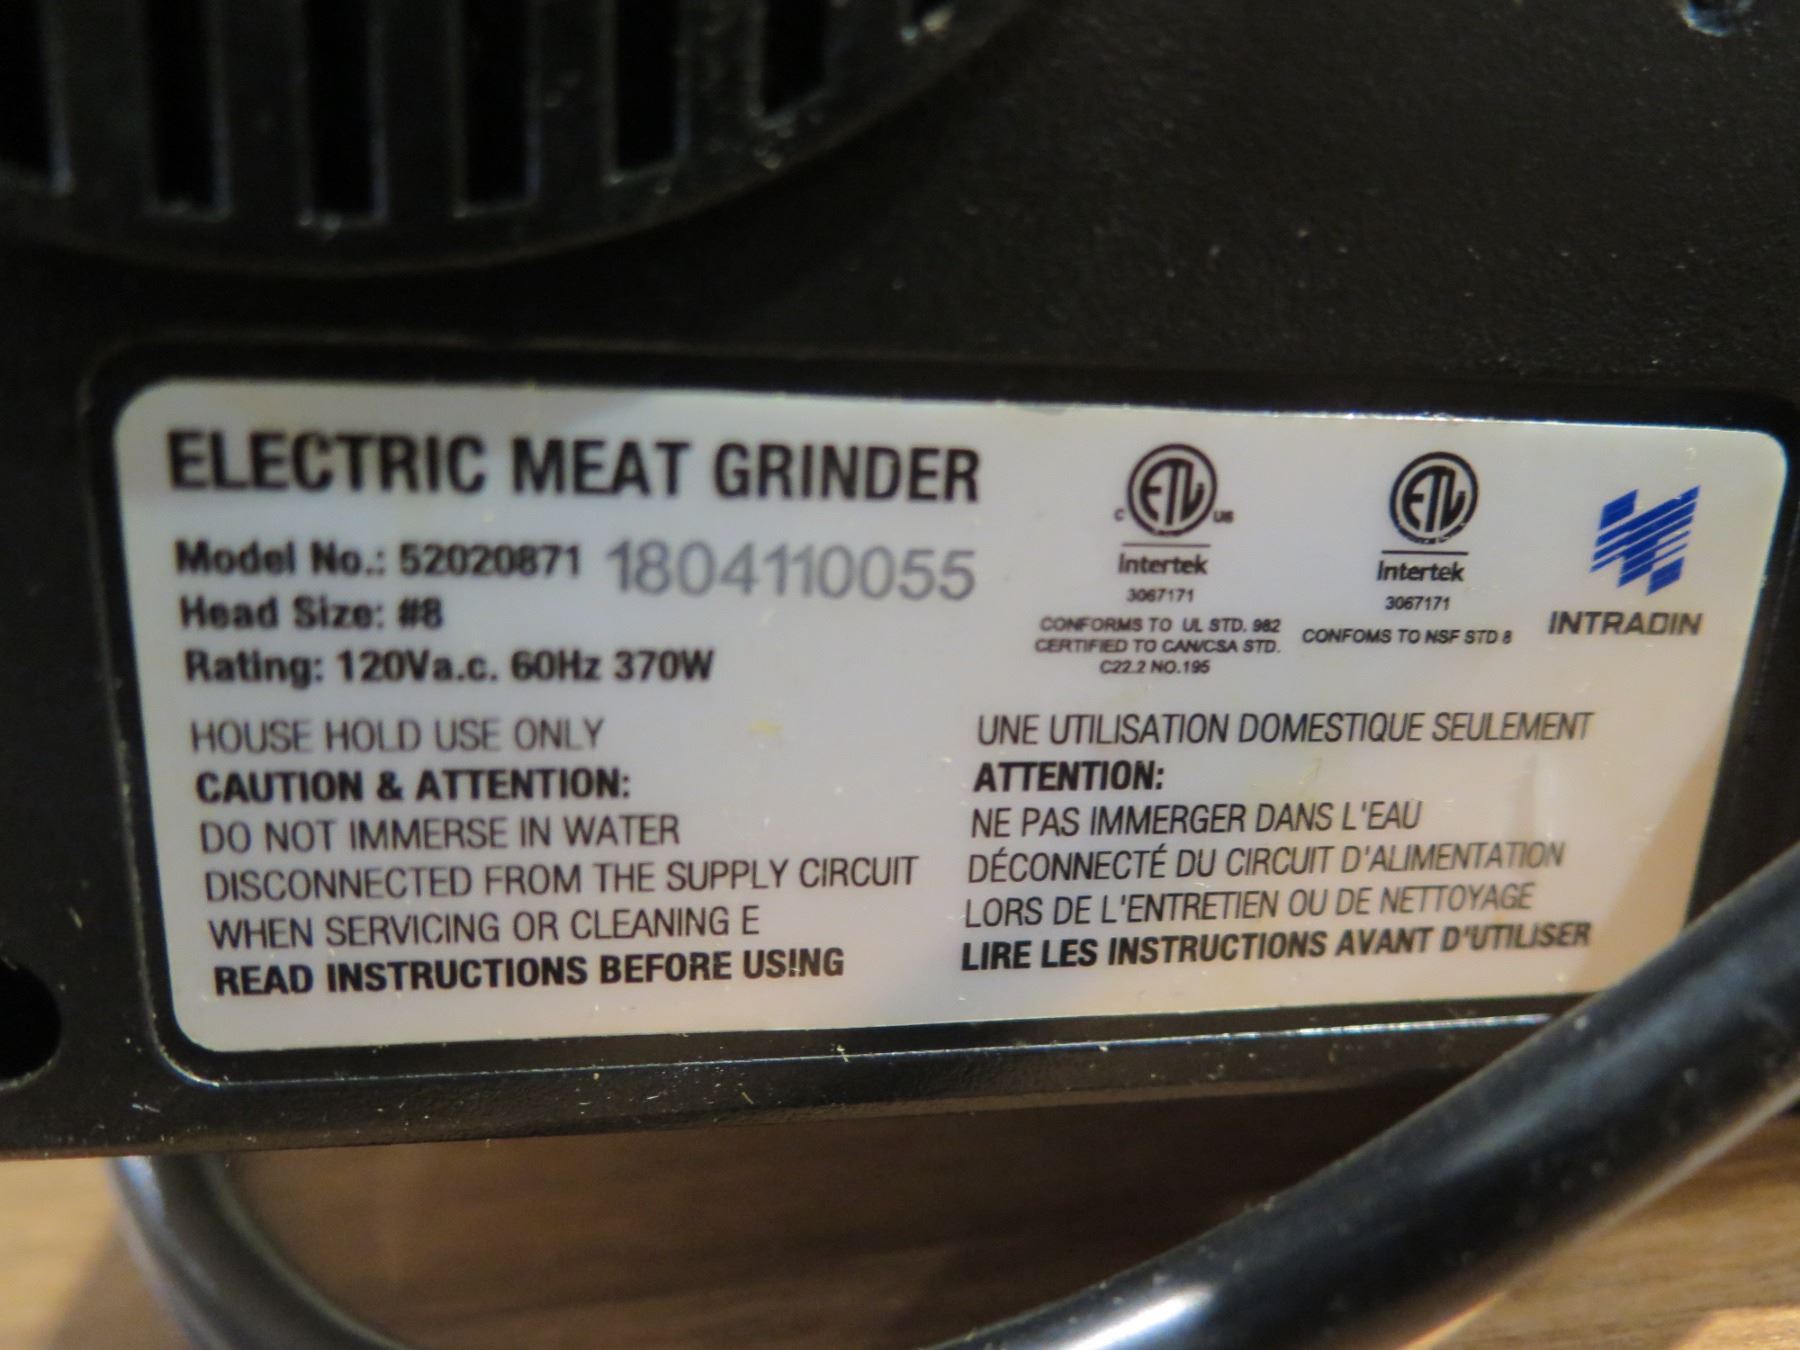 ELECTRIC MEAT GRINDER
Model No.: 52020871 1804110055
Head Size: #8
Rating: 120Va.c. 60Hz 370W
HOUSE HOLD USE ONLY
CAUTION & ATTENTION:
DO NOT IMMERSE IN WATER
DISCONNECTED FROM THE SUPPLY CIRCUIT
WHEN SERVICING OR CLEANING E
READ INSTRUCTIONS BEFORE USING
C ETL US
Intertek
3067171
CONFORMS TO UL STD. 982
CERTIFIED TO CAN/CSA STD.
C22.2 NO.195
ETL
Intertek
3067171
CONFOMS TO NSF STD 8
INTRADIN
UNE UTILISATION DOMESTIQUE SEULEMENT
ATTENTION:
NE PAS IMMERGER DANS L'EAU
DÉCONNECTÉ DU CIRCUIT D'ALIMENTATION
LORS DE L'ENTRETIEN OU DE NETTOYAGE
LIRE LES INSTRUCTIONS AVANT D'UTILISER